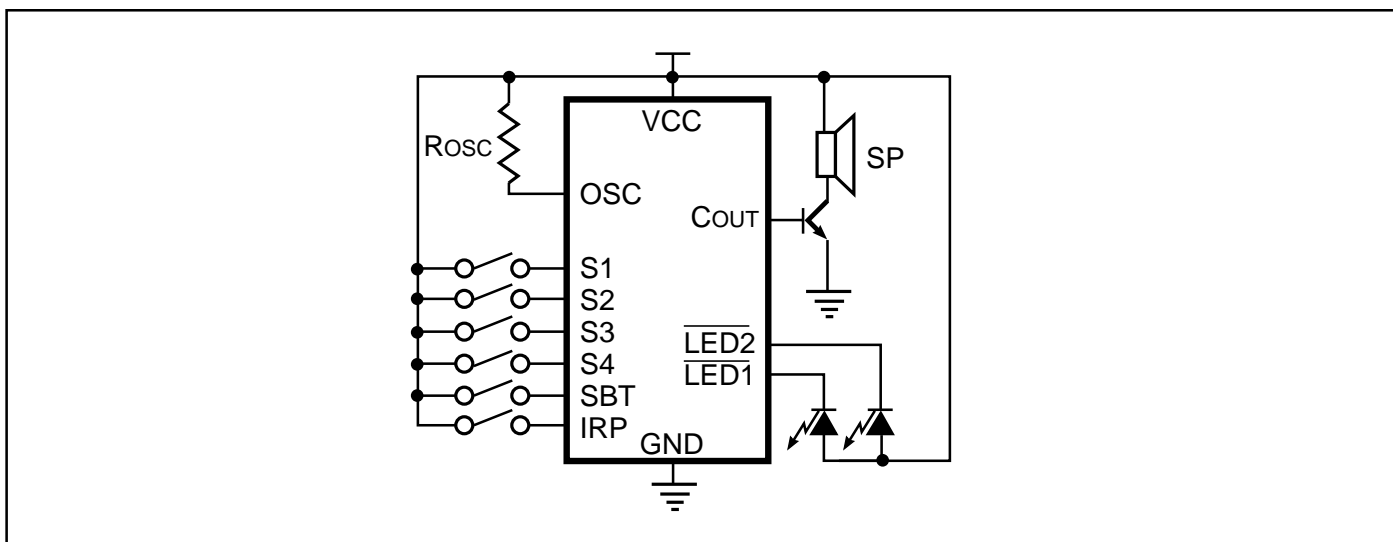 VCC
ROSC
OSC
SP
COUT
S1
S2
S3
S4
SBT
IRP
LED2
LED1
GND